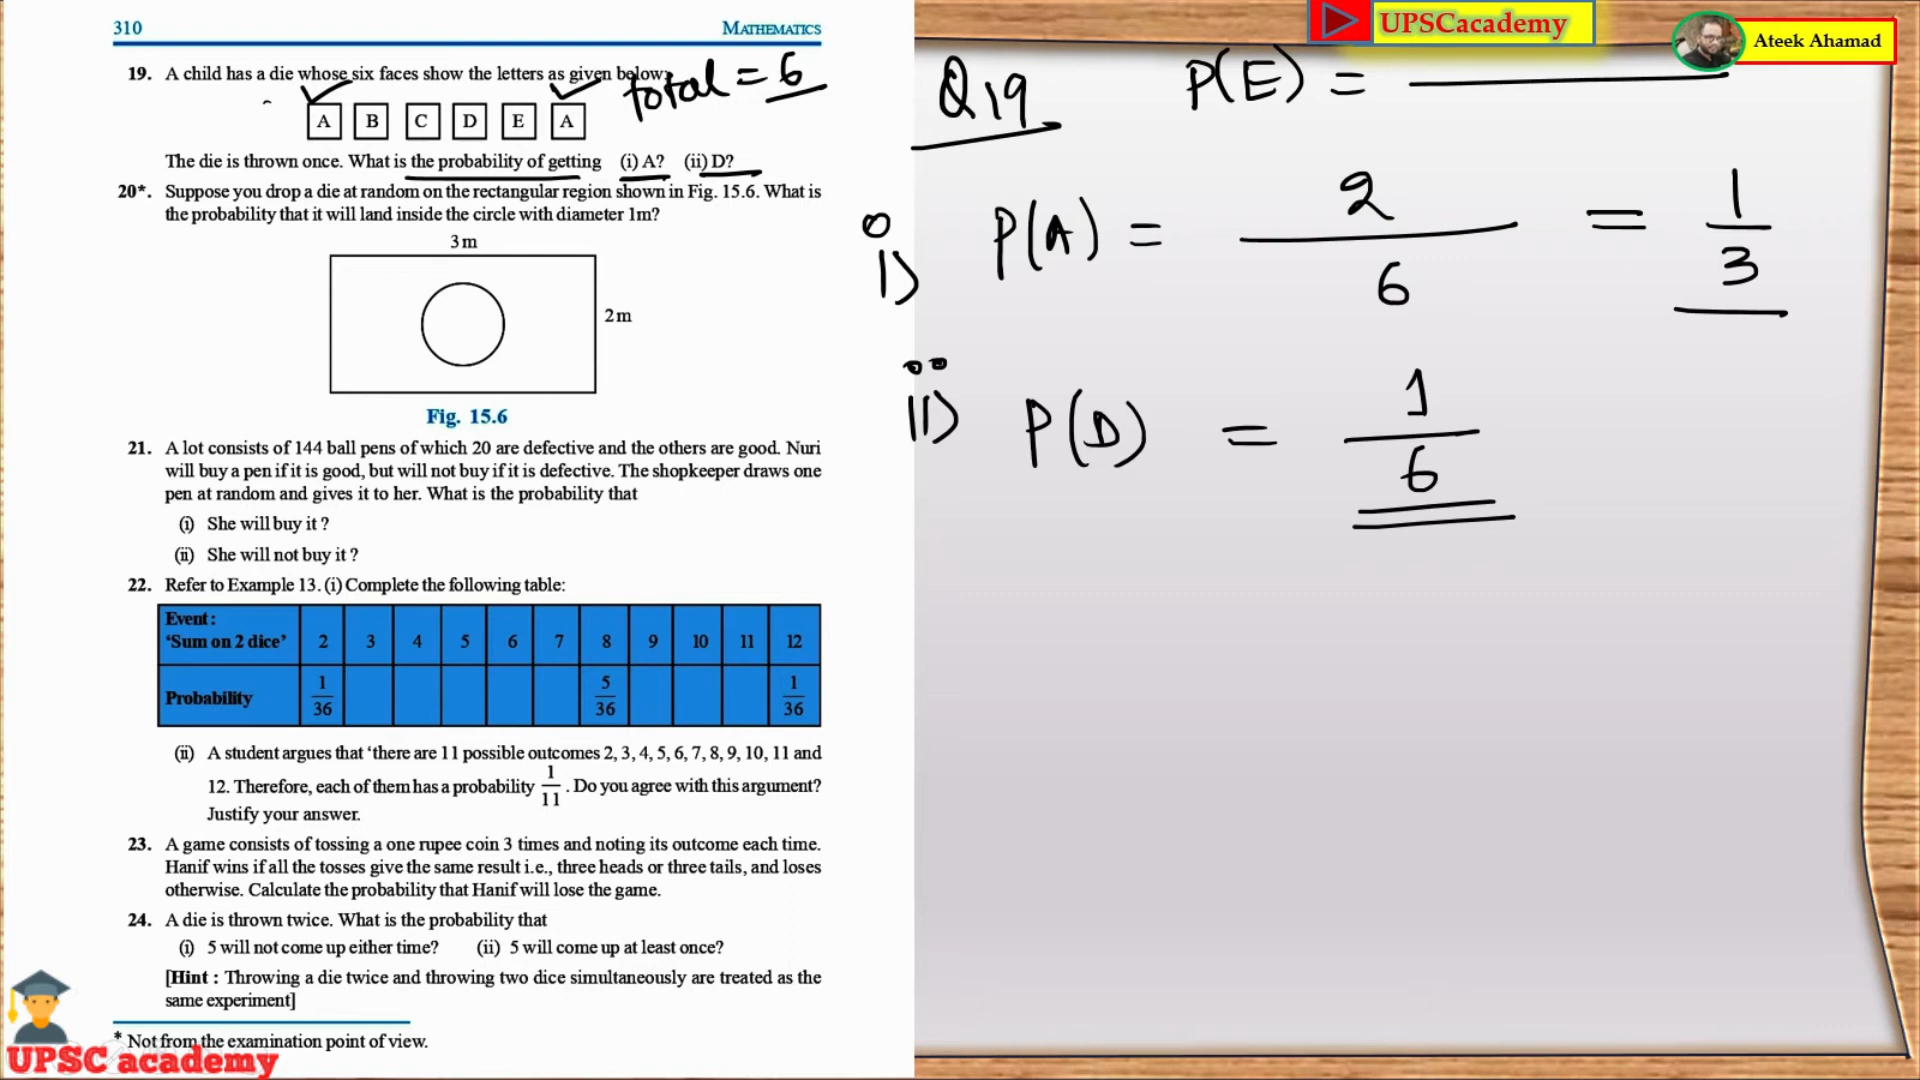 310 MATHEMATICS
19. A child has a die whose six faces show the letters as given below:
total = 6
A B C D E A
The die is thrown once. What is the probability of getting (i) A? (ii) D?
20*. Suppose you drop a die at random on the rectangular region shown in Fig. 15.6. What is
the probability that it will land inside the circle with diameter 1m?
3 m
2 m
Fig. 15.6
21. A lot consists of 144 ball pens of which 20 are defective and the others are good. Nuri
will buy a pen if it is good, but will not buy if it is defective. The shopkeeper draws one
pen at random and gives it to her. What is the probability that
(i) She will buy it ?
(ii) She will not buy it ?
22. Refer to Example 13. (i) Complete the following table:
Event :
‘Sum on 2 dice’ 2 3 4 5 6 7 8 9 10 11 12
Probability 1/36 5/36 1/36
(ii) A student argues that ‘there are 11 possible outcomes 2, 3, 4, 5, 6, 7, 8, 9, 10, 11 and
12. Therefore, each of them has a probability 1/11 . Do you agree with this argument?
Justify your answer.
23. A game consists of tossing a one rupee coin 3 times and noting its outcome each time.
Hanif wins if all the tosses give the same result i.e., three heads or three tails, and loses
otherwise. Calculate the probability that Hanif will lose the game.
24. A die is thrown twice. What is the probability that
(i) 5 will not come up either time? (ii) 5 will come up at least once?
[Hint : Throwing a die twice and throwing two dice simultaneously are treated as the
same experiment]
* Not from the examination point of view.
UPSC academy
UPSCacademy
Ateek Ahamad
Q19 P(E) =
i) P(A) = 2/6 = 1/3
ii) P(D) = 1/6